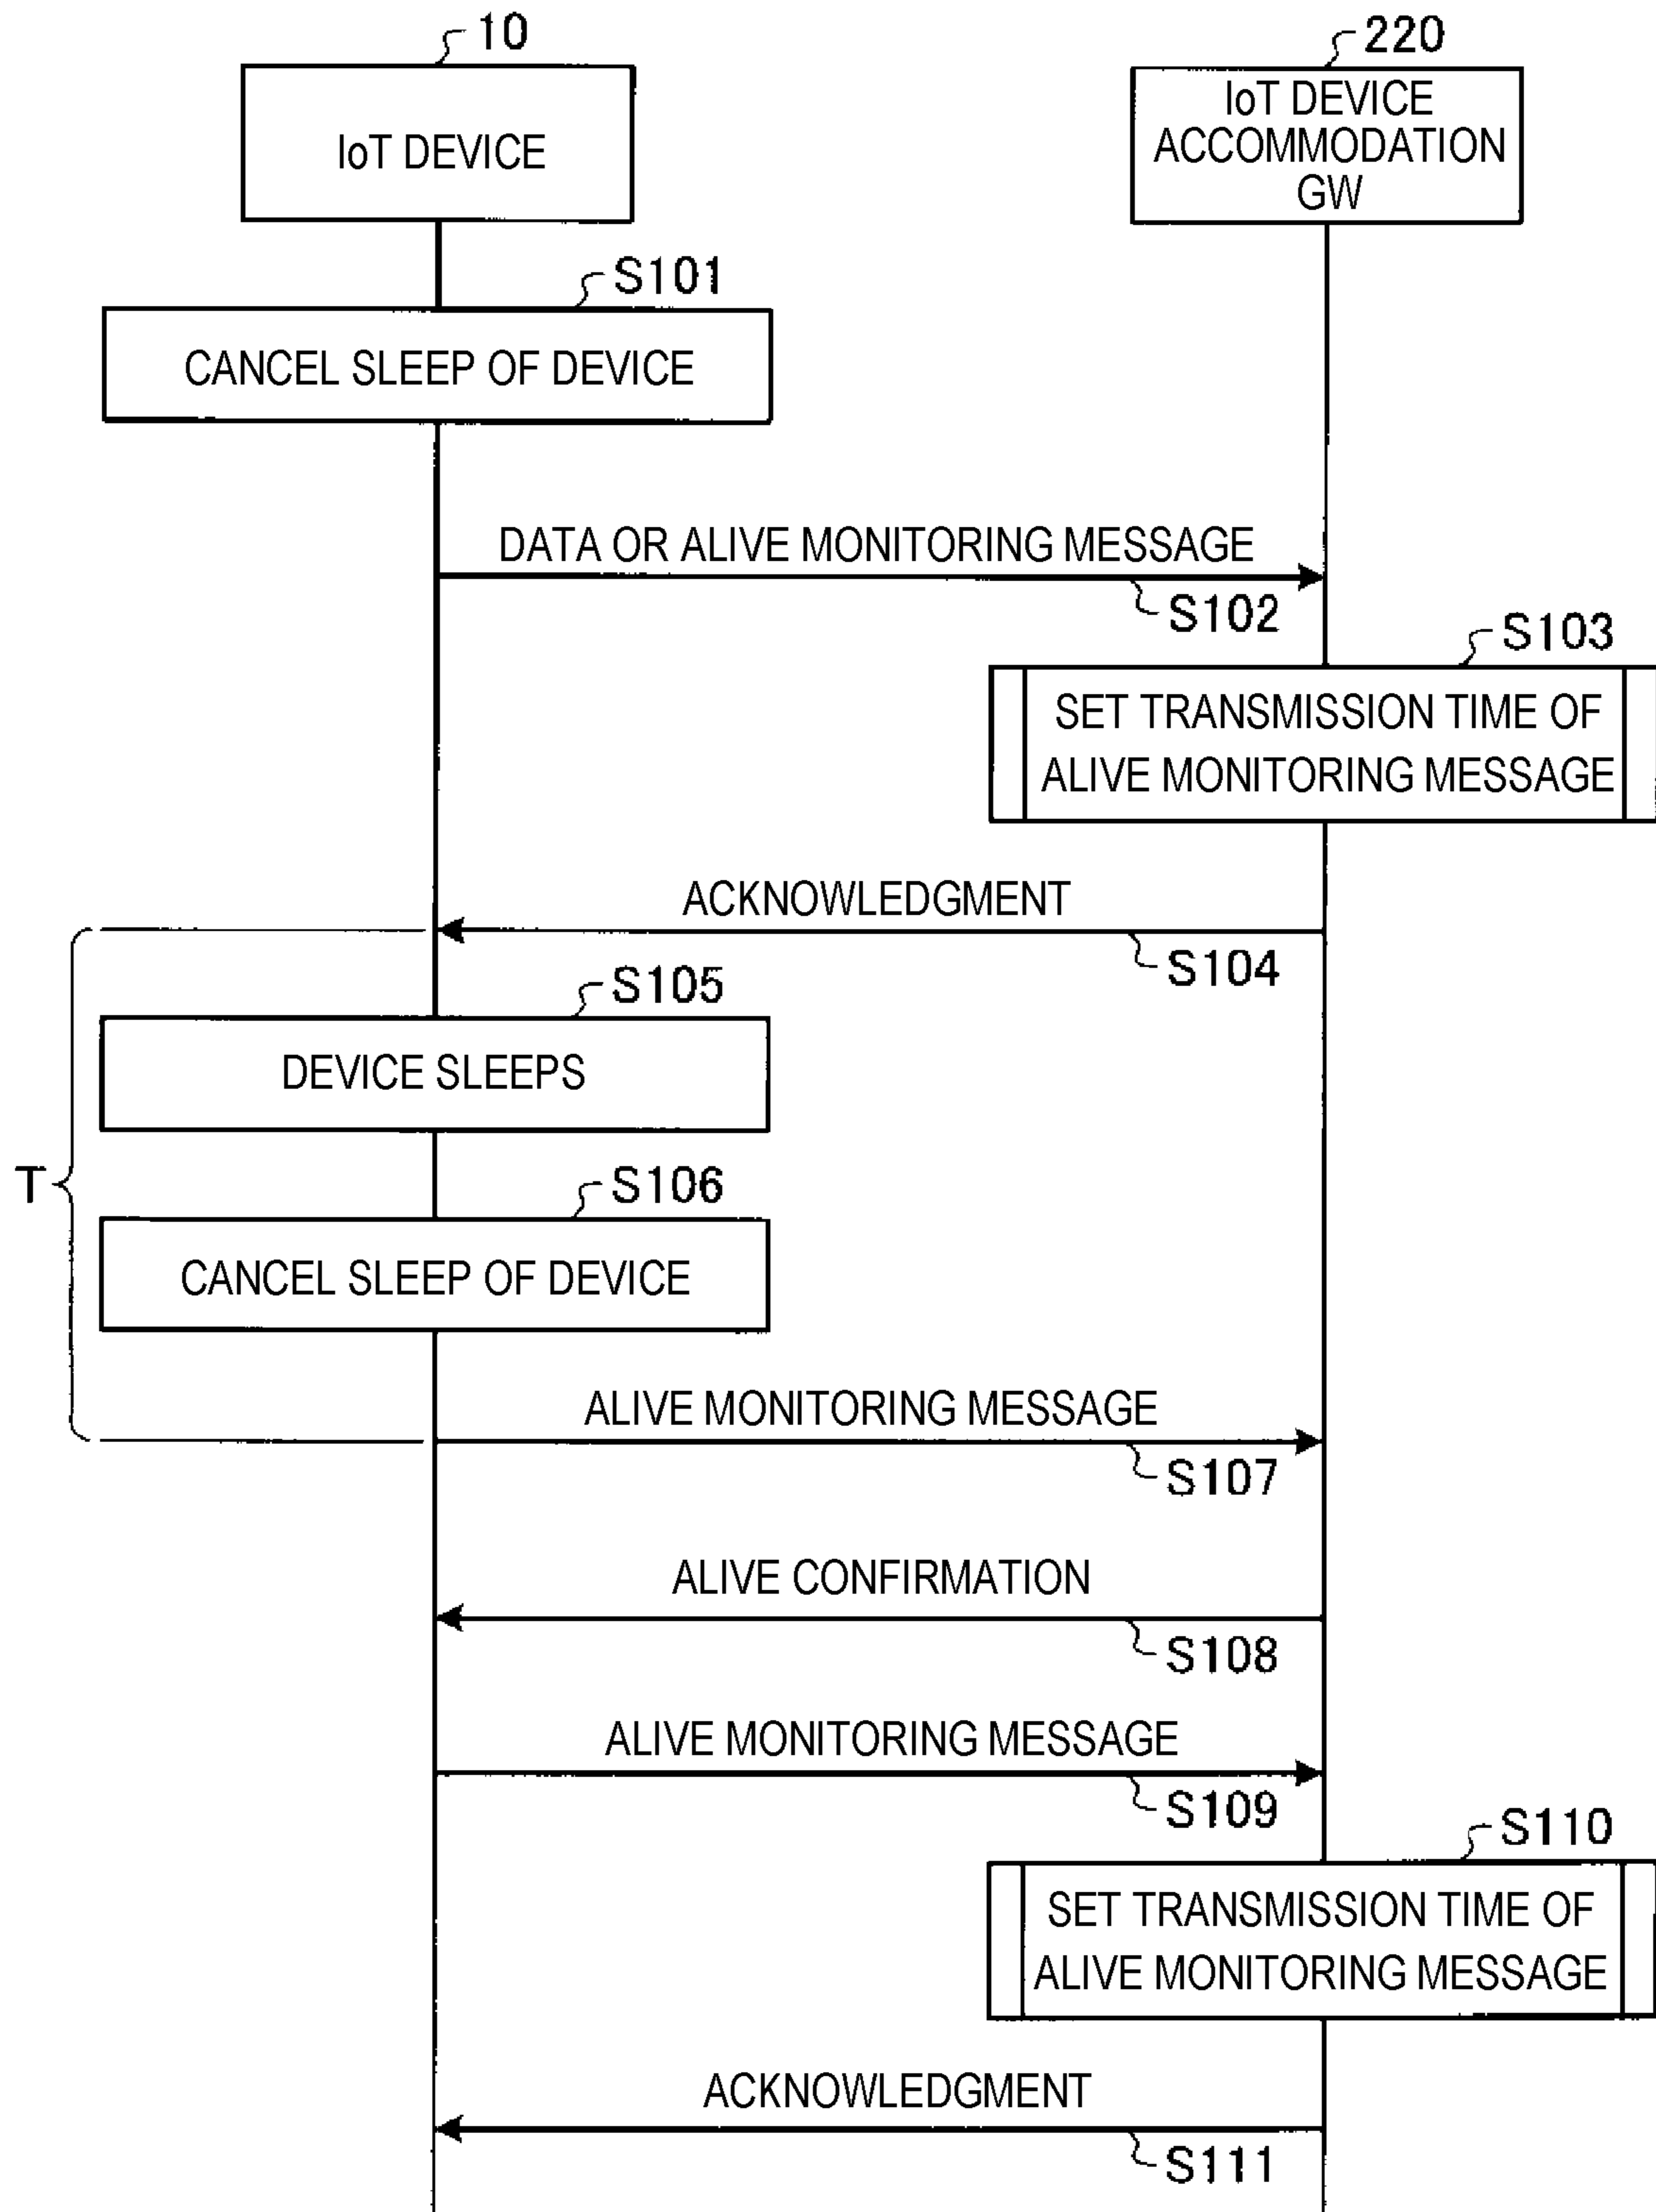 10
220
IoT DEVICE
IoT DEVICE
ACCOMMODATION
GW
S101
CANCEL SLEEP OF DEVICE
DATA OR ALIVE MONITORING MESSAGE
S102
S103
SET TRANSMISSION TIME OF
ALIVE MONITORING MESSAGE
ACKNOWLEDGMENT
S104
S105
DEVICE SLEEPS
T
S106
CANCEL SLEEP OF DEVICE
ALIVE MONITORING MESSAGE
S107
ALIVE CONFIRMATION
S108
ALIVE MONITORING MESSAGE
S109
S110
SET TRANSMISSION TIME OF
ALIVE MONITORING MESSAGE
ACKNOWLEDGMENT
S111